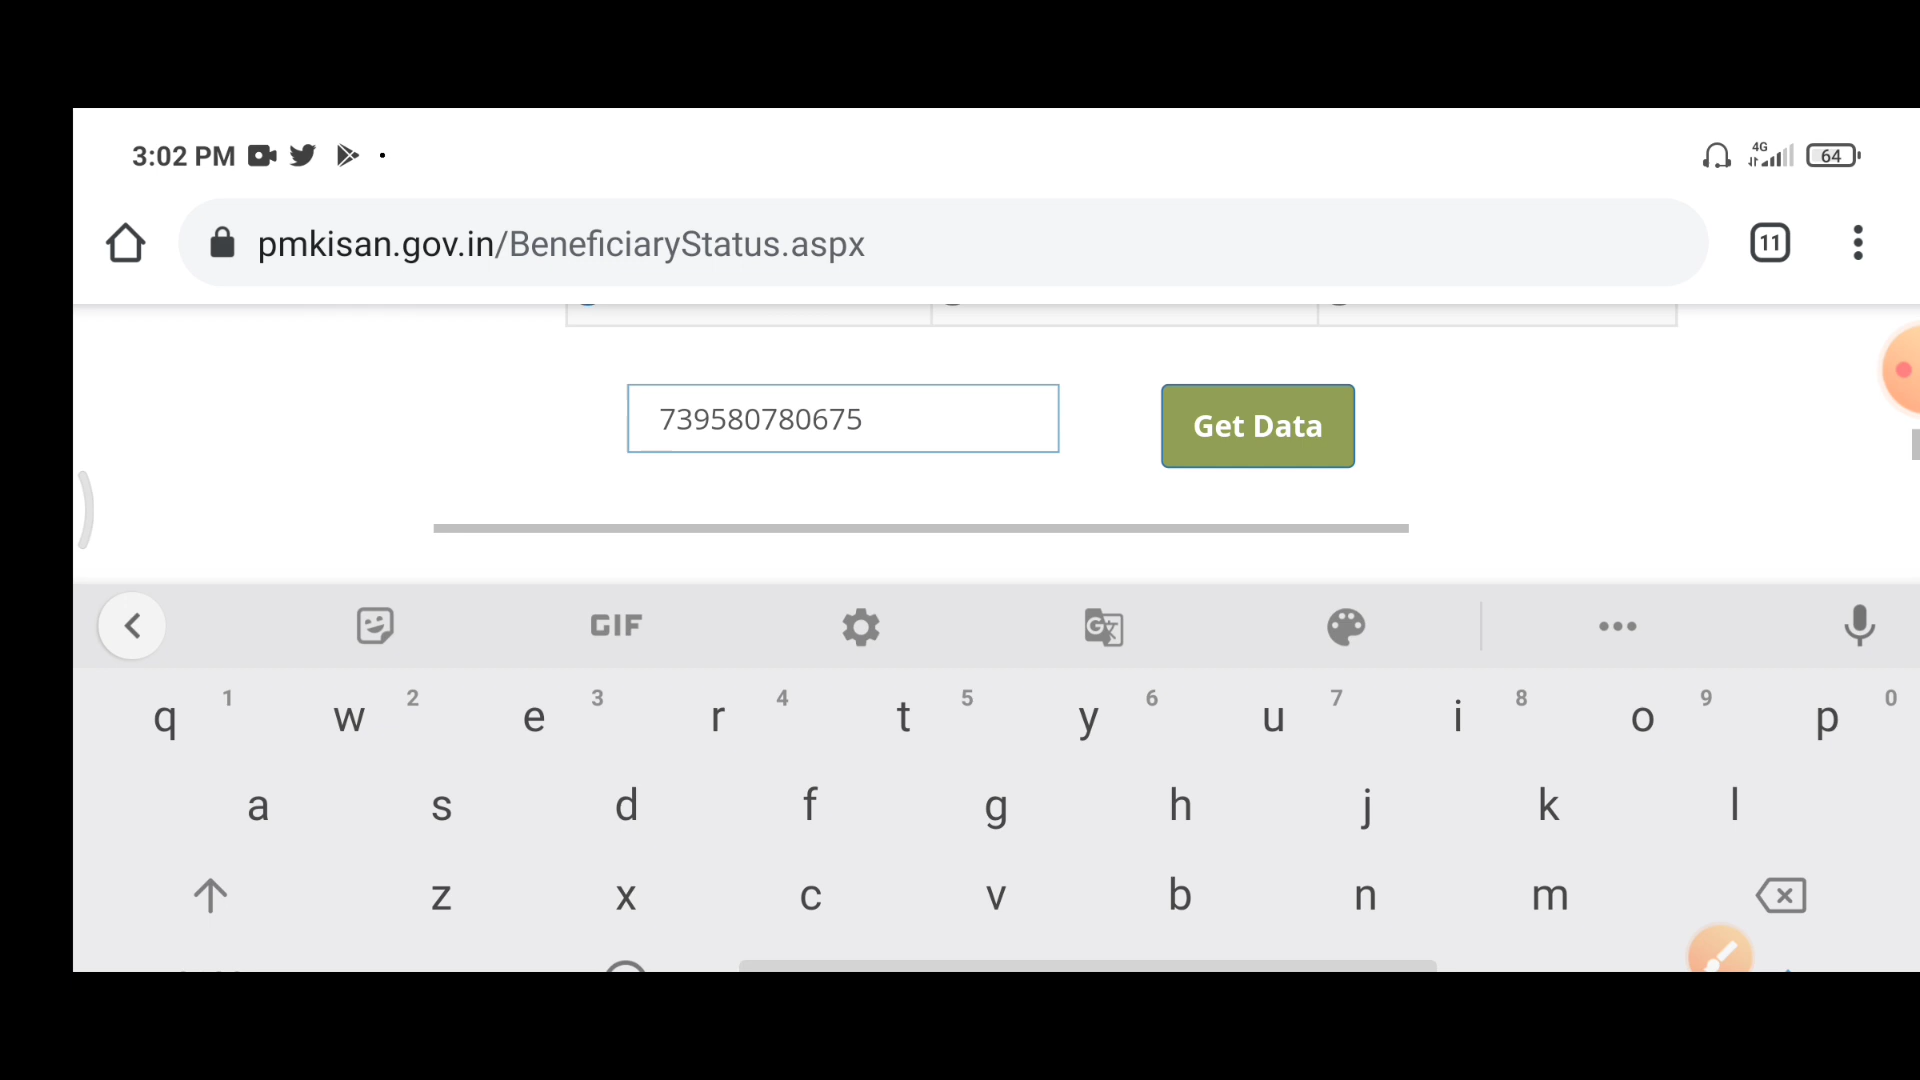 3:02 PM
4G
64
pmkisan.gov.in/BeneficiaryStatus.aspx
11
739580780675
Get Data
GIF
G
q 1 w 2 e 3 r 4 t 5 y 6 u 7 i 8 o 9 p 0
a s d f g h j k l
z x c v b n m